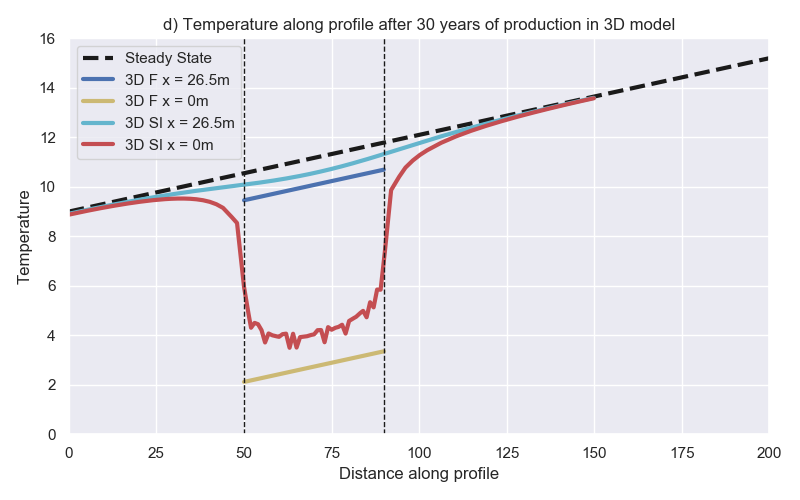 d) Temperature along profile after 30 years of production in 3D model
16
14
12
10
8
6
4
2
0
Temperature
Steady State
3D F x = 26.5m
3D F x = 0m
3D SI x = 26.5m
3D SI x = 0m
0 25 50 75 100 125 150 175 200
Distance along profile